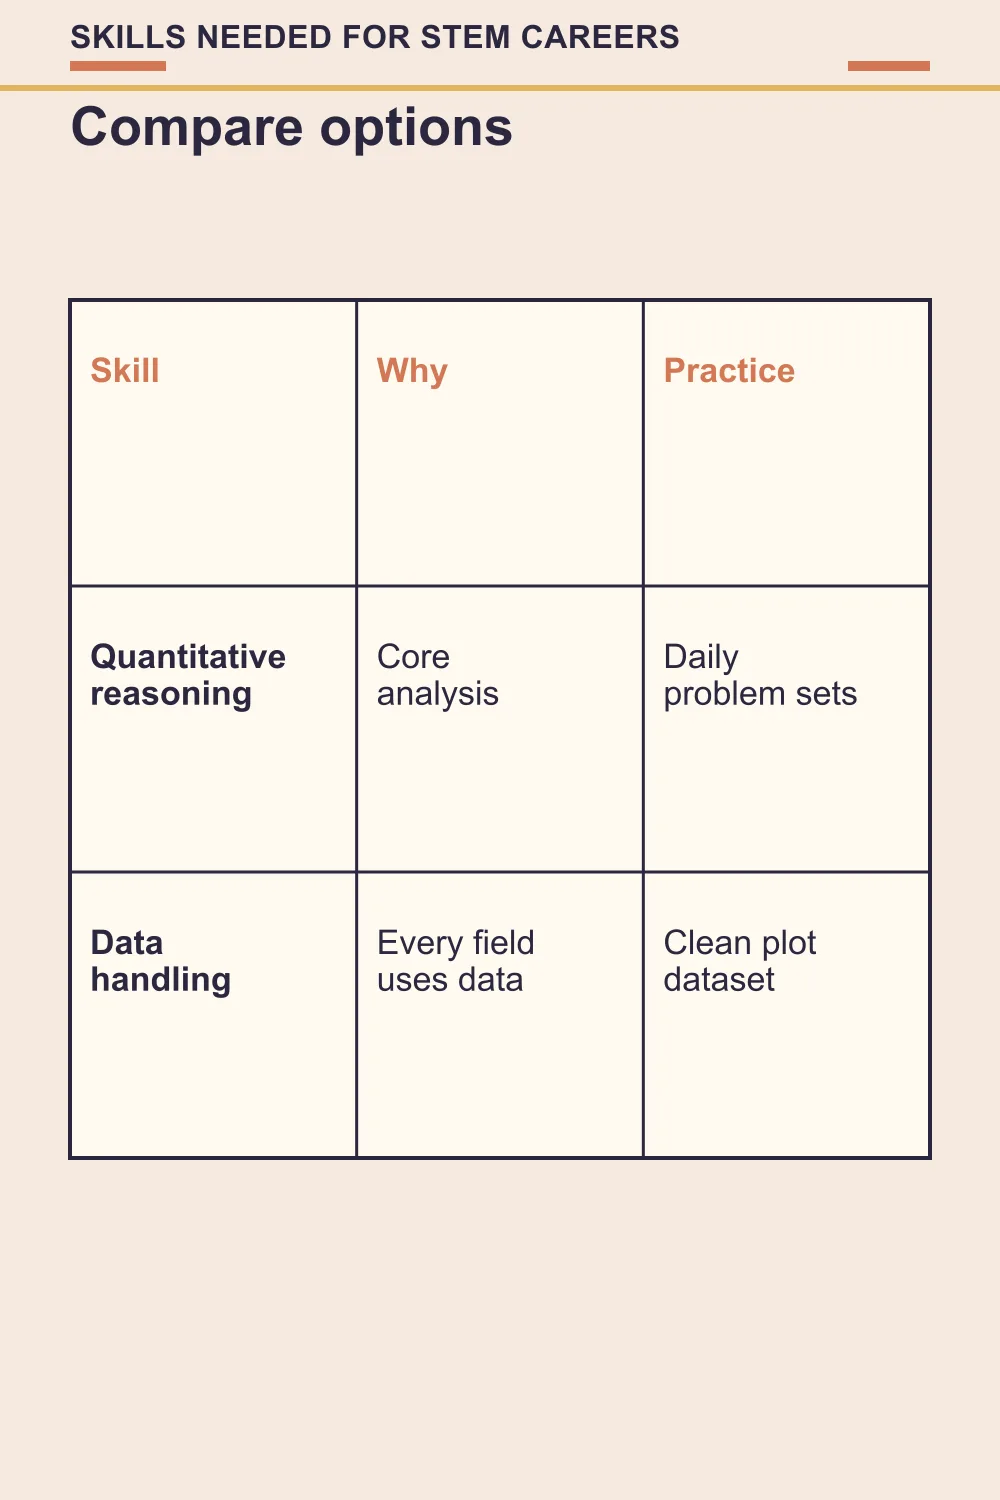 SKILLS NEEDED FOR STEM CAREERS
Compare options
Skill
Why
Practice
Quantitative
reasoning
Core
analysis
Daily
problem sets
Data
handling
Every field
uses data
Clean plot
dataset